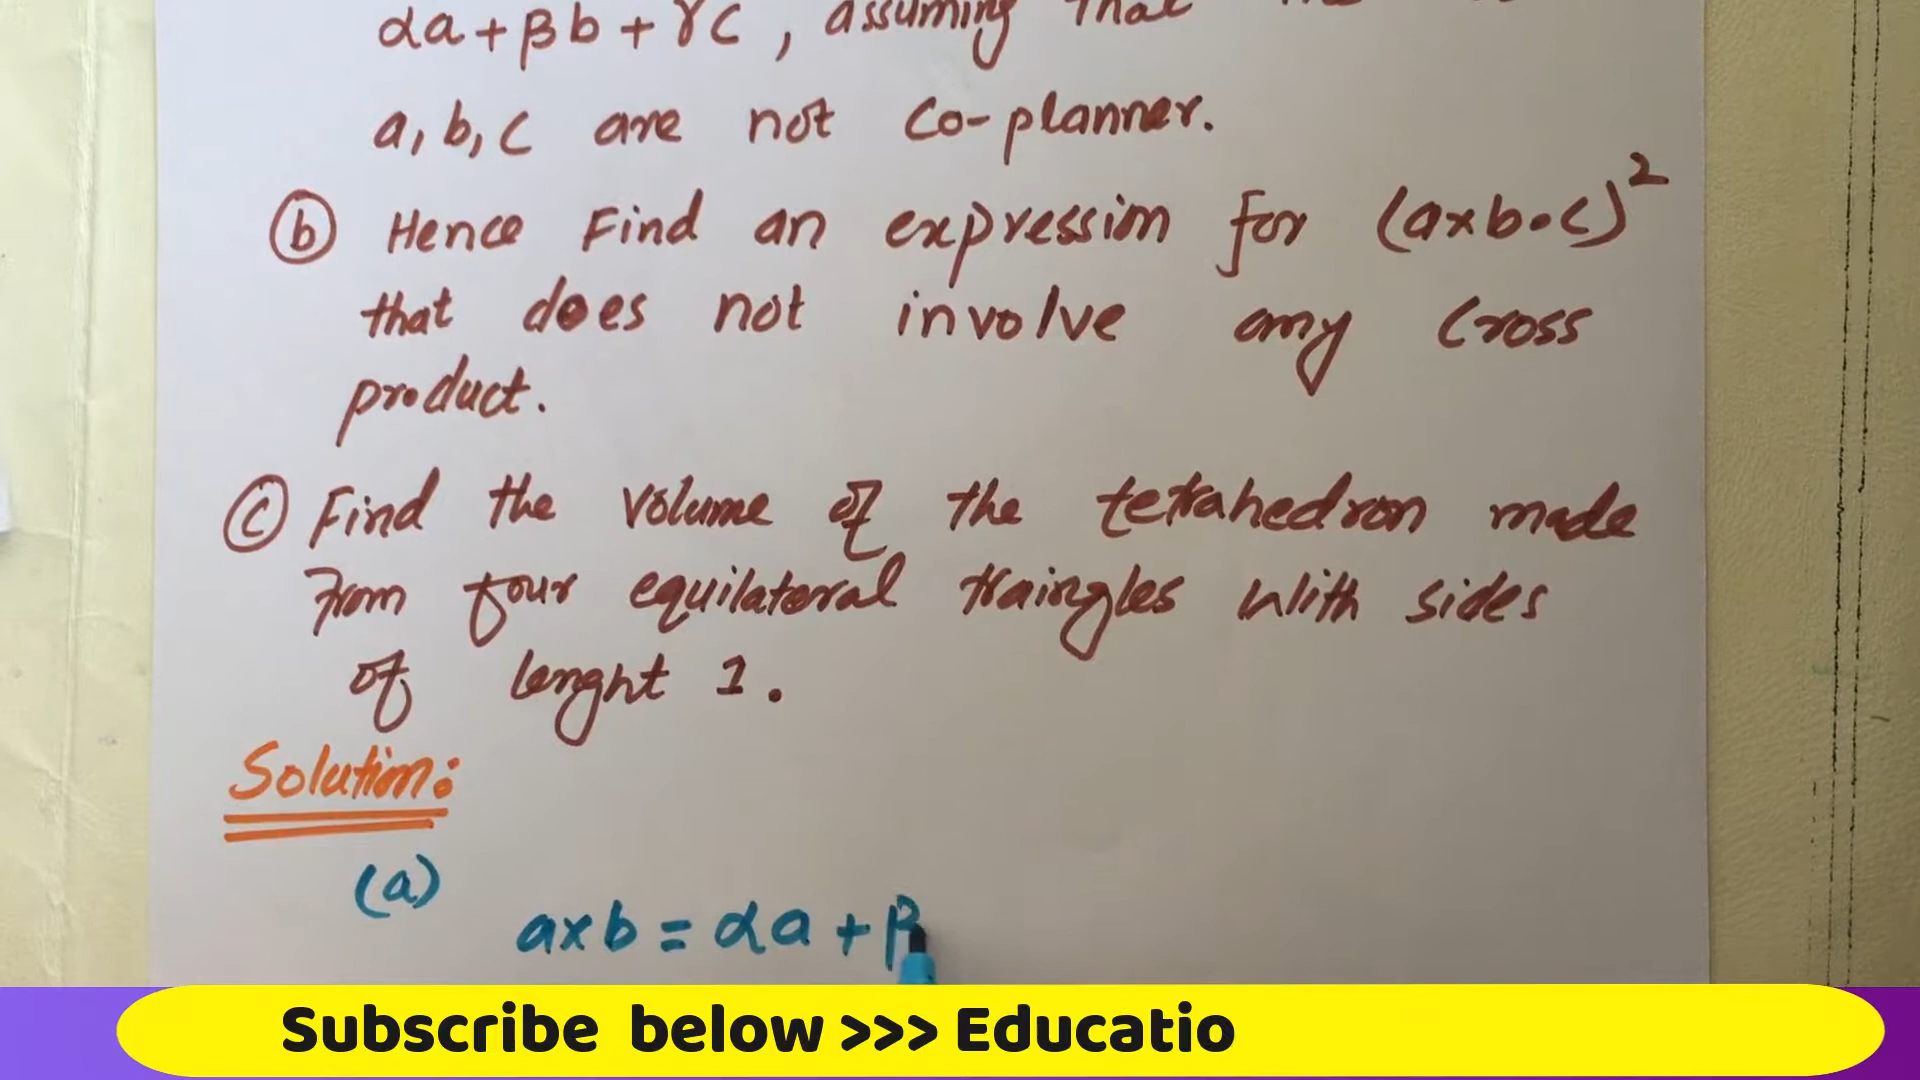 αa + βb + γc, assuming that
a, b, c are not Co-planner.
(b) Hence Find an expression for (a×b•c)²
that does not involve any cross
product.
(c) Find the volume of the tetrahedron made
From four equilateral traingles with sides
of lenght 1.
Solution:
(a)
a×b = αa + β
Subscribe below >>> Educatio